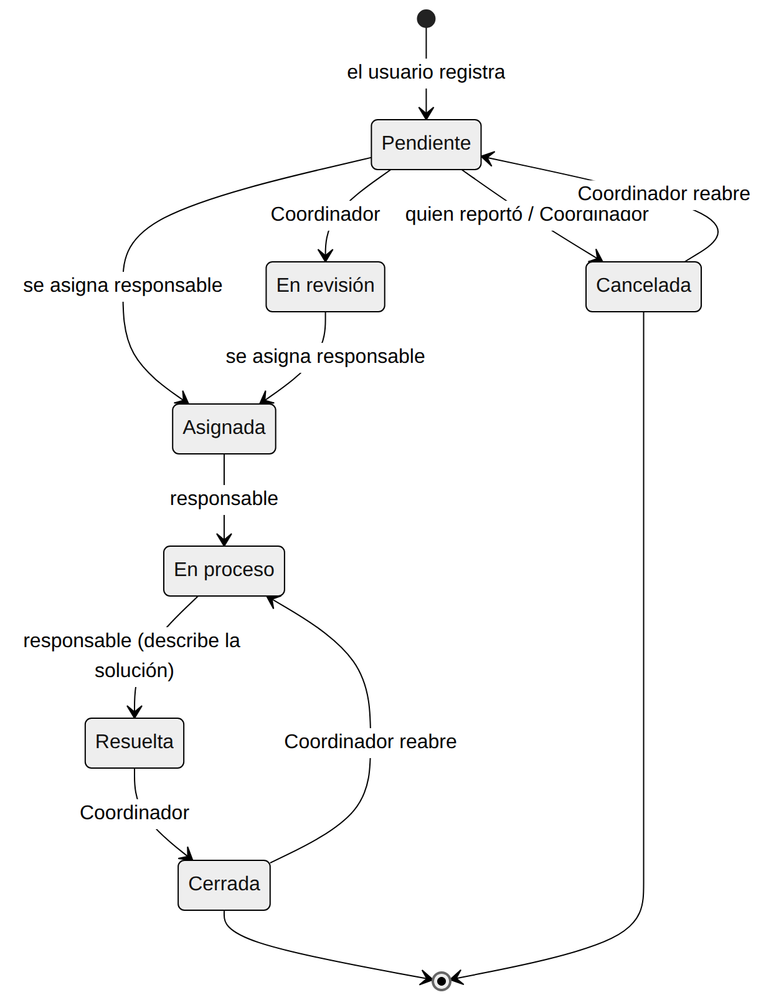 el usuario registra
Pendiente
Coordinador reabre
Coordinador
quien reportó / Coordinador
se asigna responsable
En revisión
Cancelada
se asigna responsable
Asignada
responsable
En proceso
responsable (describe la
solución)
Resuelta
Coordinador reabre
Coordinador
Cerrada